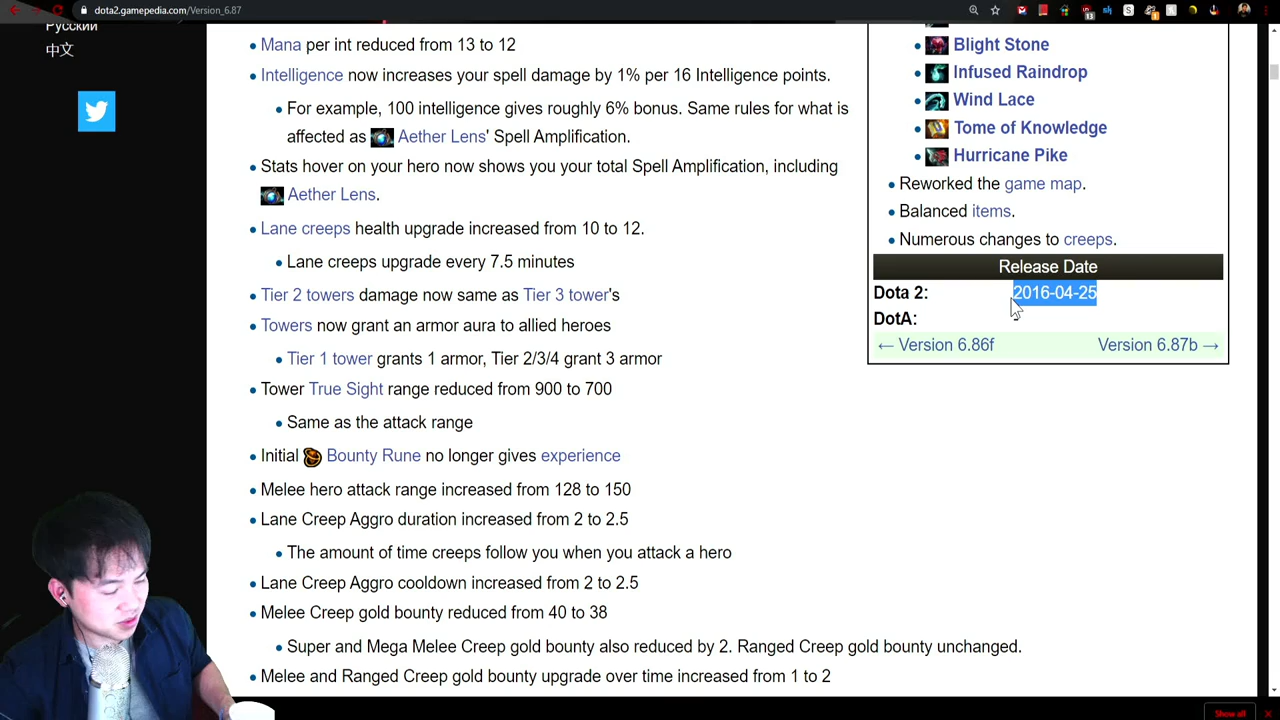 dota2.gamepedia.com/Version_6.87
Русский
中文
Mana per int reduced from 13 to 12
Intelligence now increases your spell damage by 1% per 16 Intelligence points.
For example, 100 intelligence gives roughly 6% bonus. Same rules for what is
affected as Aether Lens' Spell Amplification.
Stats hover on your hero now shows you your total Spell Amplification, including
Aether Lens.
Lane creeps health upgrade increased from 10 to 12.
Lane creeps upgrade every 7.5 minutes
Tier 2 towers damage now same as Tier 3 tower's
Towers now grant an armor aura to allied heroes
Tier 1 tower grants 1 armor, Tier 2/3/4 grant 3 armor
Tower True Sight range reduced from 900 to 700
Same as the attack range
Initial Bounty Rune no longer gives experience
Melee hero attack range increased from 128 to 150
Lane Creep Aggro duration increased from 2 to 2.5
The amount of time creeps follow you when you attack a hero
Lane Creep Aggro cooldown increased from 2 to 2.5
Melee Creep gold bounty reduced from 40 to 38
Super and Mega Melee Creep gold bounty also reduced by 2. Ranged Creep gold bounty unchanged.
Melee and Ranged Creep gold bounty upgrade over time increased from 1 to 2
Blight Stone
Infused Raindrop
Wind Lace
Tome of Knowledge
Hurricane Pike
Reworked the game map.
Balanced items.
Numerous changes to creeps.
Release Date
Dota 2: 2016-04-25
DotA:
← Version 6.86f Version 6.87b →
Show all